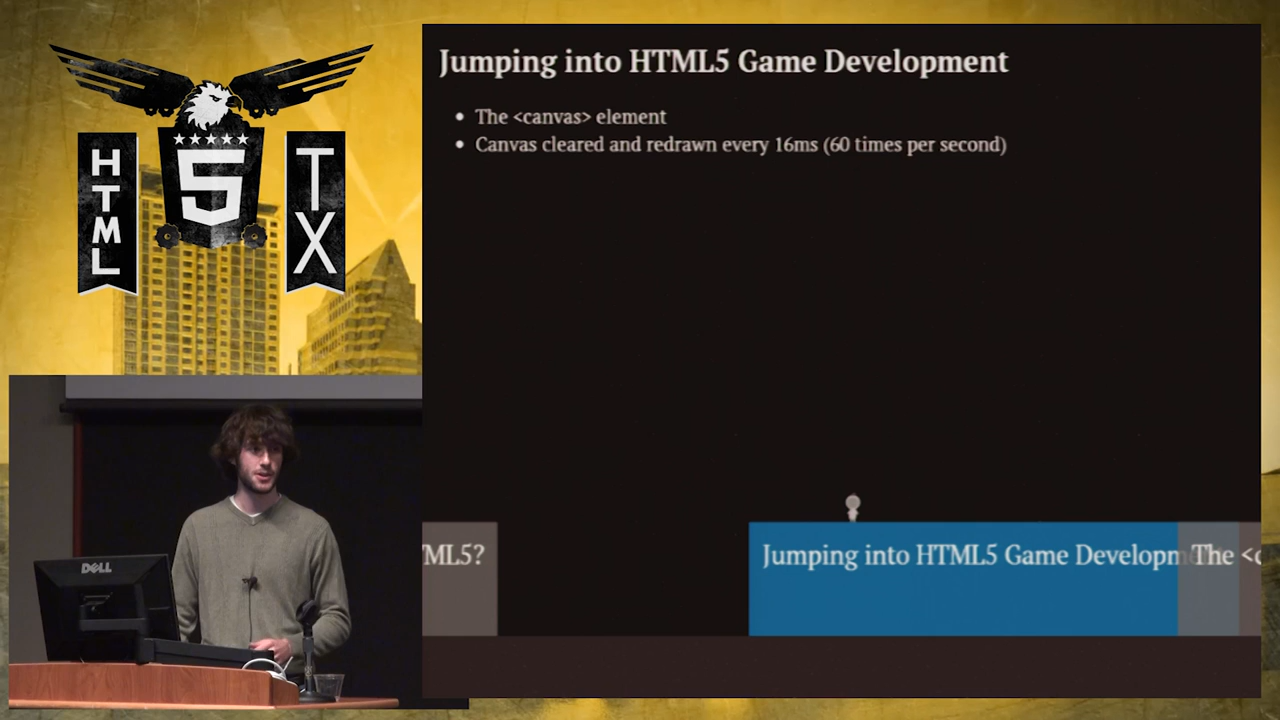 HTML
5
TX
Jumping into HTML5 Game Development
• The <canvas> element
• Canvas cleared and redrawn every 16ms (60 times per second)
ML5?
Jumping into HTML5 Game Developm
The <c
DELL